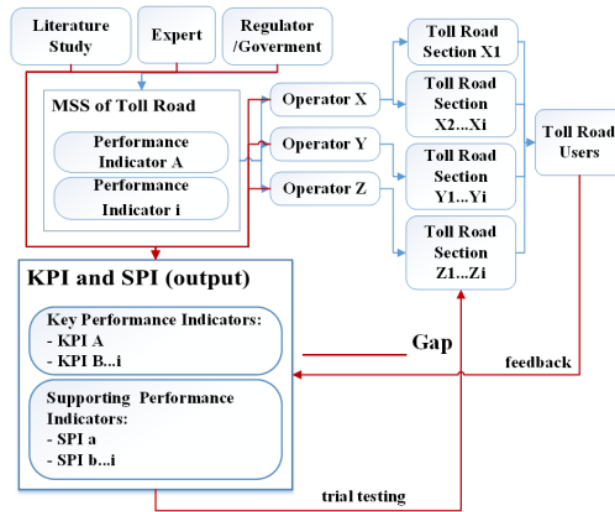 Literature
Study
Expert
Regulator
/Goverment
MSS of Toll Road
Performance
Indicator A
Performance
Indicator i
Operator X
Operator Y
Operator Z
Toll Road
Section X1
Toll Road
Section
X2...Xi
Toll Road
Section
Y1...Yi
Toll Road
Section
Z1...Zi
Toll Road
Users
KPI and SPI (output)
Key Performance Indicators:
- KPI A
- KPI B...i
Supporting Performance
Indicators:
- SPI a
- SPI b...i
Gap
feedback
trial testing